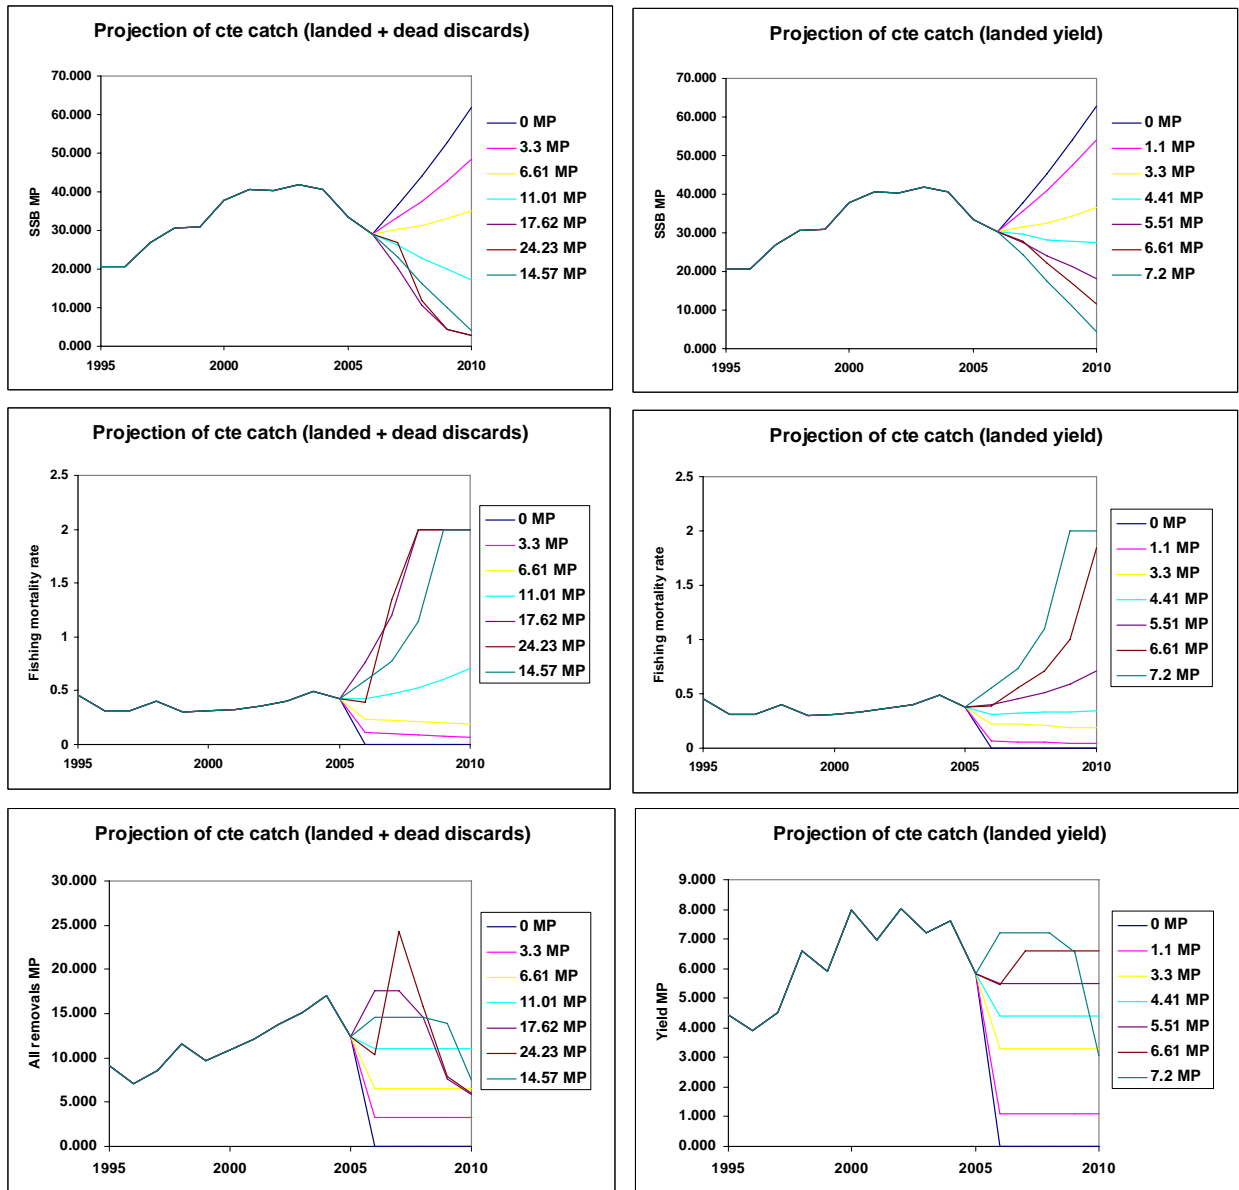 Projection of cte catch (landed + dead discards)
SSB MP
70.000
60.000
50.000
40.000
30.000
20.000
10.000
0.000
1995
2000
2005
2010
0 MP
3.3 MP
6.61 MP
11.01 MP
17.62 MP
24.23 MP
14.57 MP
Projection of cte catch (landed yield)
SSB MP
70.000
60.000
50.000
40.000
30.000
20.000
10.000
0.000
1995
2000
2005
2010
0 MP
1.1 MP
3.3 MP
4.41 MP
5.51 MP
6.61 MP
7.2 MP
Projection of cte catch (landed + dead discards)
Fishing mortality rate
2.5
2
1.5
1
0.5
0
1995
2000
2005
2010
0 MP
3.3 MP
6.61 MP
11.01 MP
17.62 MP
24.23 MP
14.57 MP
Projection of cte catch (landed yield)
Fishing mortality rate
2.5
2
1.5
1
0.5
0
1995
2000
2005
2010
0 MP
1.1 MP
3.3 MP
4.41 MP
5.51 MP
6.61 MP
7.2 MP
Projection of cte catch (landed + dead discards)
All removals MP
30.000
25.000
20.000
15.000
10.000
5.000
0.000
1995
2000
2005
2010
0 MP
3.3 MP
6.61 MP
11.01 MP
17.62 MP
24.23 MP
14.57 MP
Projection of cte catch (landed yield)
Yield MP
9.000
8.000
7.000
6.000
5.000
4.000
3.000
2.000
1.000
0.000
1995
2000
2005
2010
0 MP
1.1 MP
3.3 MP
4.41 MP
5.51 MP
6.61 MP
7.2 MP